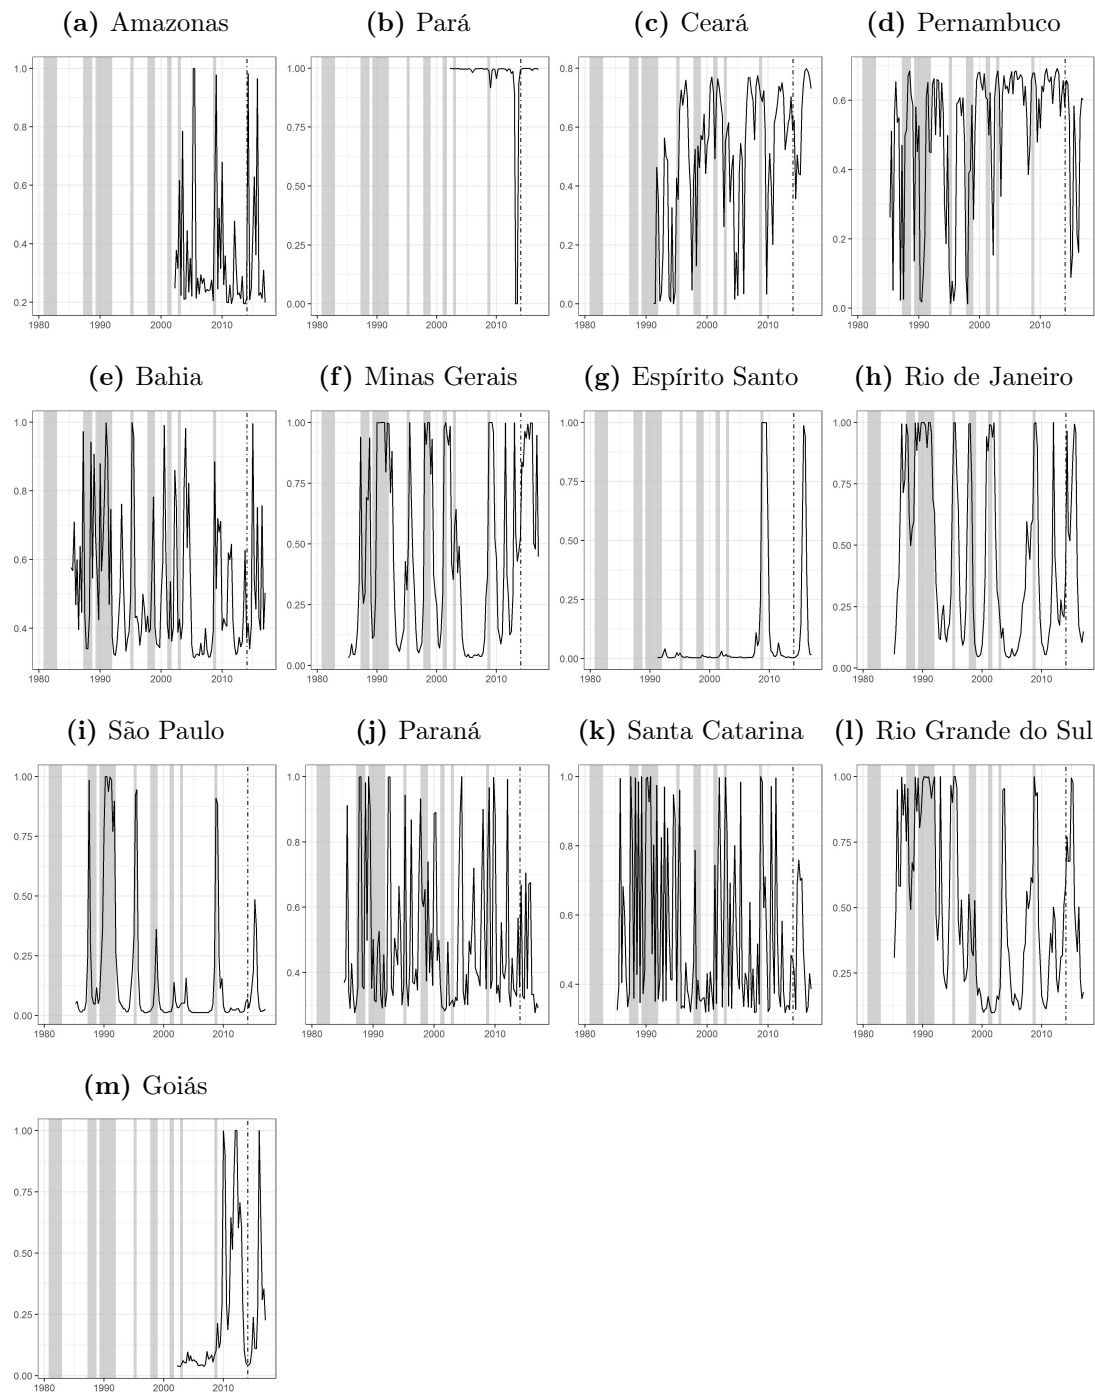 (a) Amazonas (b) Pará (c) Ceará (d) Pernambuco
1.0 1.00 0.8
0.8 0.75 0.6 0.6
0.6 0.50 0.4 0.4
0.4 0.25 0.2 0.2
0.2 0.00 0.0 0.0
1980 1990 2000 2010 1980 1990 2000 2010 1980 1990 2000 2010 1980 1990 2000 2010
(e) Bahia (f) Minas Gerais (g) Espírito Santo (h) Rio de Janeiro
1.0 1.00 1.00 1.00
0.8 0.75 0.75 0.75
0.6 0.50 0.50 0.50
0.4 0.25 0.25 0.25
0.00 0.00 0.00
1980 1990 2000 2010 1980 1990 2000 2010 1980 1990 2000 2010 1980 1990 2000 2010
(i) São Paulo (j) Paraná (k) Santa Catarina (l) Rio Grande do Sul
1.00 1.0 1.0 1.00
0.75 0.8 0.8 0.75
0.50 0.6 0.6 0.50
0.25 0.4 0.4 0.25
0.00
1980 1990 2000 2010 1980 1990 2000 2010 1980 1990 2000 2010 1980 1990 2000 2010
(m) Goiás
1.00
0.75
0.50
0.25
0.00
1980 1990 2000 2010